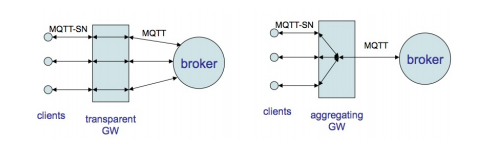 MQTT-SN
MQTT
broker
clients
transparent
GW
MQTT-SN
MQTT
broker
clients
aggregating
GW